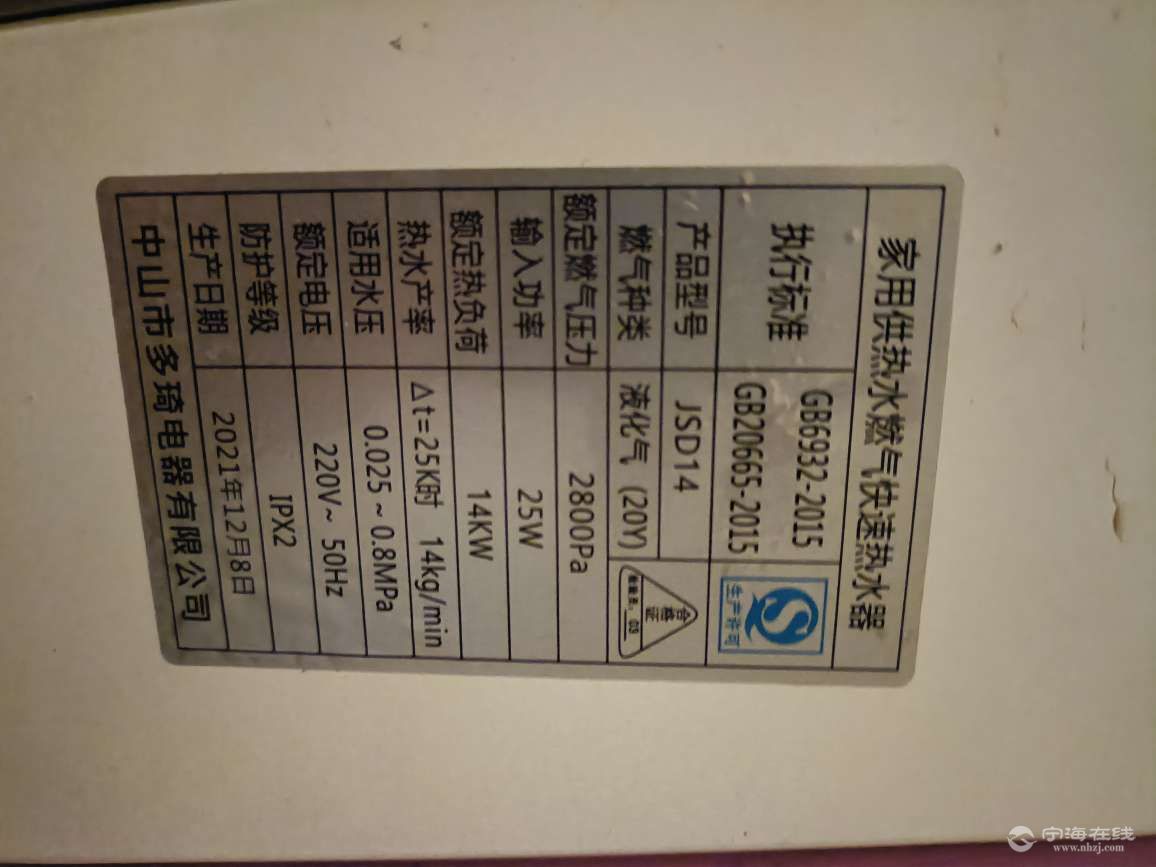 家用供热水燃气快速热水器
执行标准 GB6932-2015
GB20665-2015
生产许可
产品型号 JSD14
燃气种类 液化气 (20Y)
合格证
检验员: 03
额定燃气压力 2800Pa
输入功率 25W
额定热负荷 14KW
热水产率 Δt=25K时 14kg/min
适用水压 0.025~0.8MPa
额定电压 220V~ 50Hz
防护等级 IPX2
生产日期 2021年12月8日
中山市多琦电器有限公司
宁海在线
www.nhzj.com